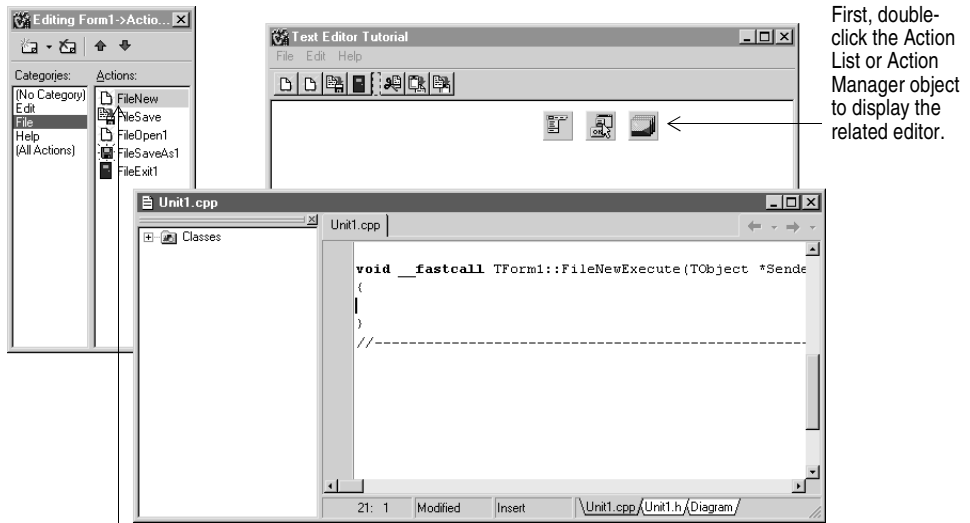 Editing Form1->Actio...
Categories:
Actions:
(No Category)
Edit
File
Help
(All Actions)
FileNew
FileSave
FileOpen1
FileSaveAs1
FileExit1
Text Editor Tutorial
File Edit Help
First, double-
click the Action
List or Action
Manager object
to display the
related editor.
Unit1.cpp
Classes
Unit1.cpp
void __fastcall TForm1::FileNewExecute(TObject *Sende
{
}
//--------------------------------------------------
21: 1 Modified Insert Unit1.cpp Unit1.h Diagram